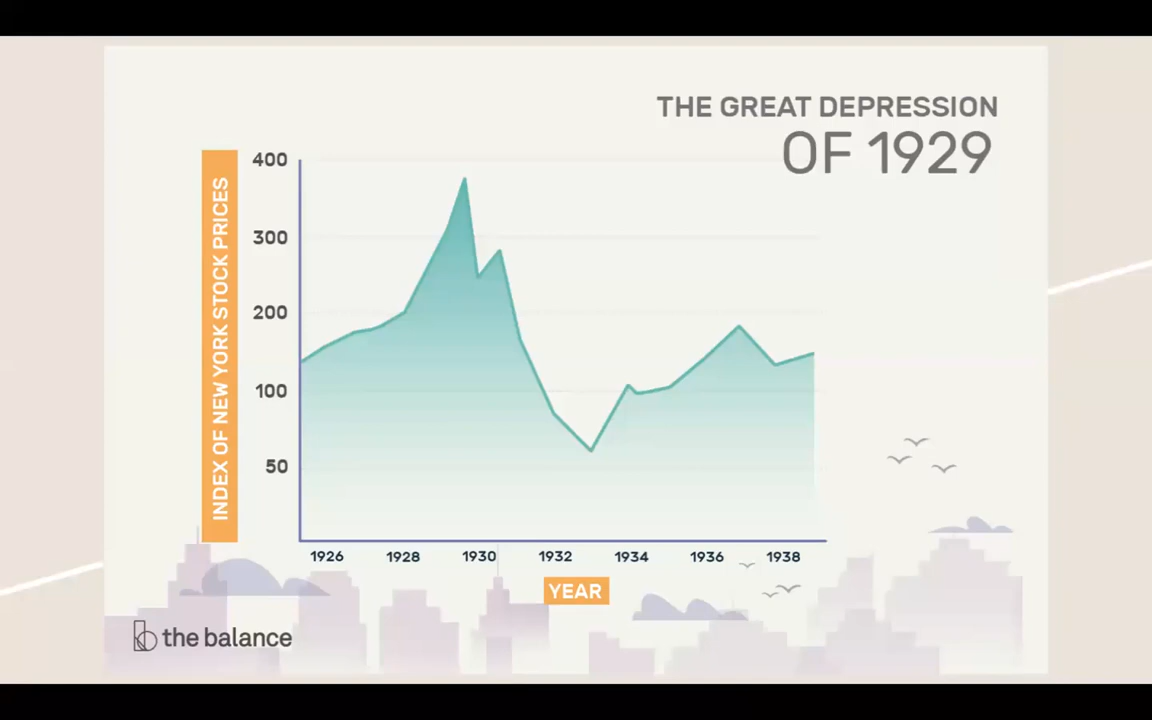 THE GREAT DEPRESSION
OF 1929
INDEX OF NEW YORK STOCK PRICES
400
300
200
100
50
1926 1928 1930 1932 1934 1936 1938
YEAR
the balance